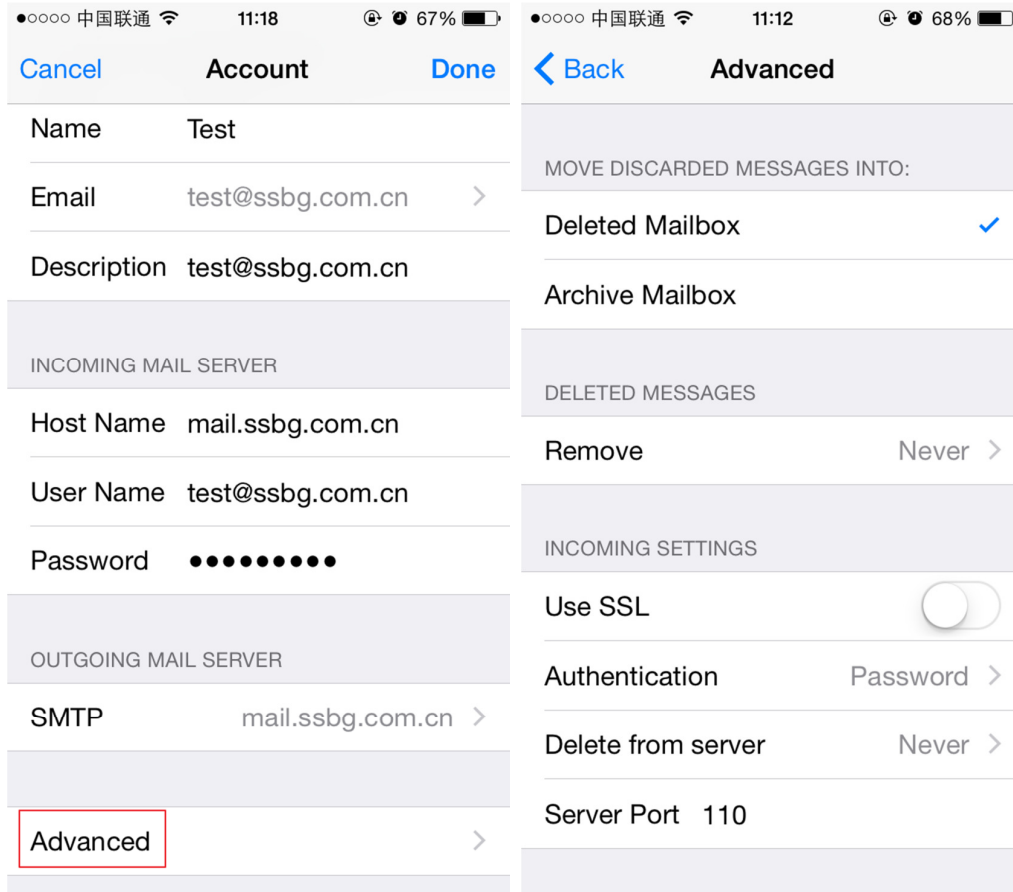 中国联通 11:18 67%
Cancel Account Done
Name Test
Email test@ssbg.com.cn
Description test@ssbg.com.cn
INCOMING MAIL SERVER
Host Name mail.ssbg.com.cn
User Name test@ssbg.com.cn
Password ●●●●●●●●●
OUTGOING MAIL SERVER
SMTP mail.ssbg.com.cn
Advanced
中国联通 11:12 68%
Back Advanced
MOVE DISCARDED MESSAGES INTO:
Deleted Mailbox
Archive Mailbox
DELETED MESSAGES
Remove Never
INCOMING SETTINGS
Use SSL
Authentication Password
Delete from server Never
Server Port 110